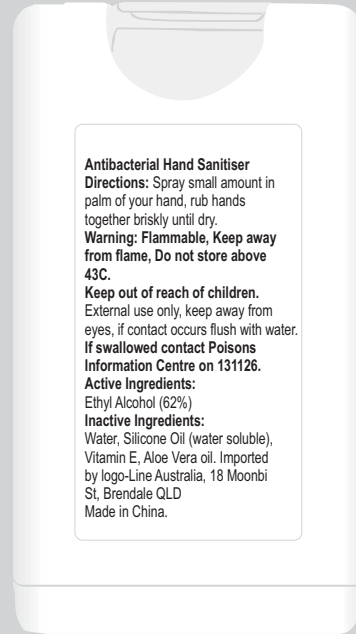 Antibacterial Hand Sanitiser
Directions: Spray small amount in
palm of your hand, rub hands
together briskly until dry.
Warning: Flammable, Keep away
from flame, Do not store above
43C.
Keep out of reach of children.
External use only, keep away from
eyes, if contact occurs flush with water.
If swallowed contact Poisons
Information Centre on 131126.
Active Ingredients:
Ethyl Alcohol (62%)
Inactive Ingredients:
Water, Silicone Oil (water soluble),
Vitamin E, Aloe Vera oil. Imported
by logo-Line Australia, 18 Moonbi
St, Brendale QLD
Made in China.